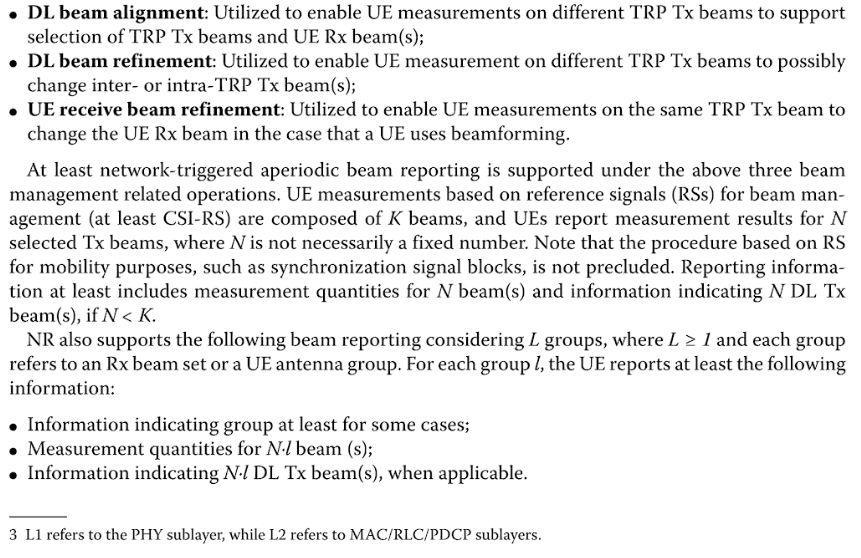 • DL beam alignment: Utilized to enable UE measurements on different TRP Tx beams to support
selection of TRP Tx beams and UE Rx beam(s);
• DL beam refinement: Utilized to enable UE measurement on different TRP Tx beams to possibly
change inter- or intra-TRP Tx beam(s);
• UE receive beam refinement: Utilized to enable UE measurements on the same TRP Tx beam to
change the UE Rx beam in the case that a UE uses beamforming.
At least network-triggered aperiodic beam reporting is supported under the above three beam
management related operations. UE measurements based on reference signals (RSs) for beam man-
agement (at least CSI-RS) are composed of K beams, and UEs report measurement results for N
selected Tx beams, where N is not necessarily a fixed number. Note that the procedure based on RS
for mobility purposes, such as synchronization signal blocks, is not precluded. Reporting informa-
tion at least includes measurement quantities for N beam(s) and information indicating N DL Tx
beam(s), if N < K.
NR also supports the following beam reporting considering L groups, where L ≥ 1 and each group
refers to an Rx beam set or a UE antenna group. For each group l, the UE reports at least the following
information:
• Information indicating group at least for some cases;
• Measurement quantities for N·l beam (s);
• Information indicating N·l DL Tx beam(s), when applicable.
3 L1 refers to the PHY sublayer, while L2 refers to MAC/RLC/PDCP sublayers.